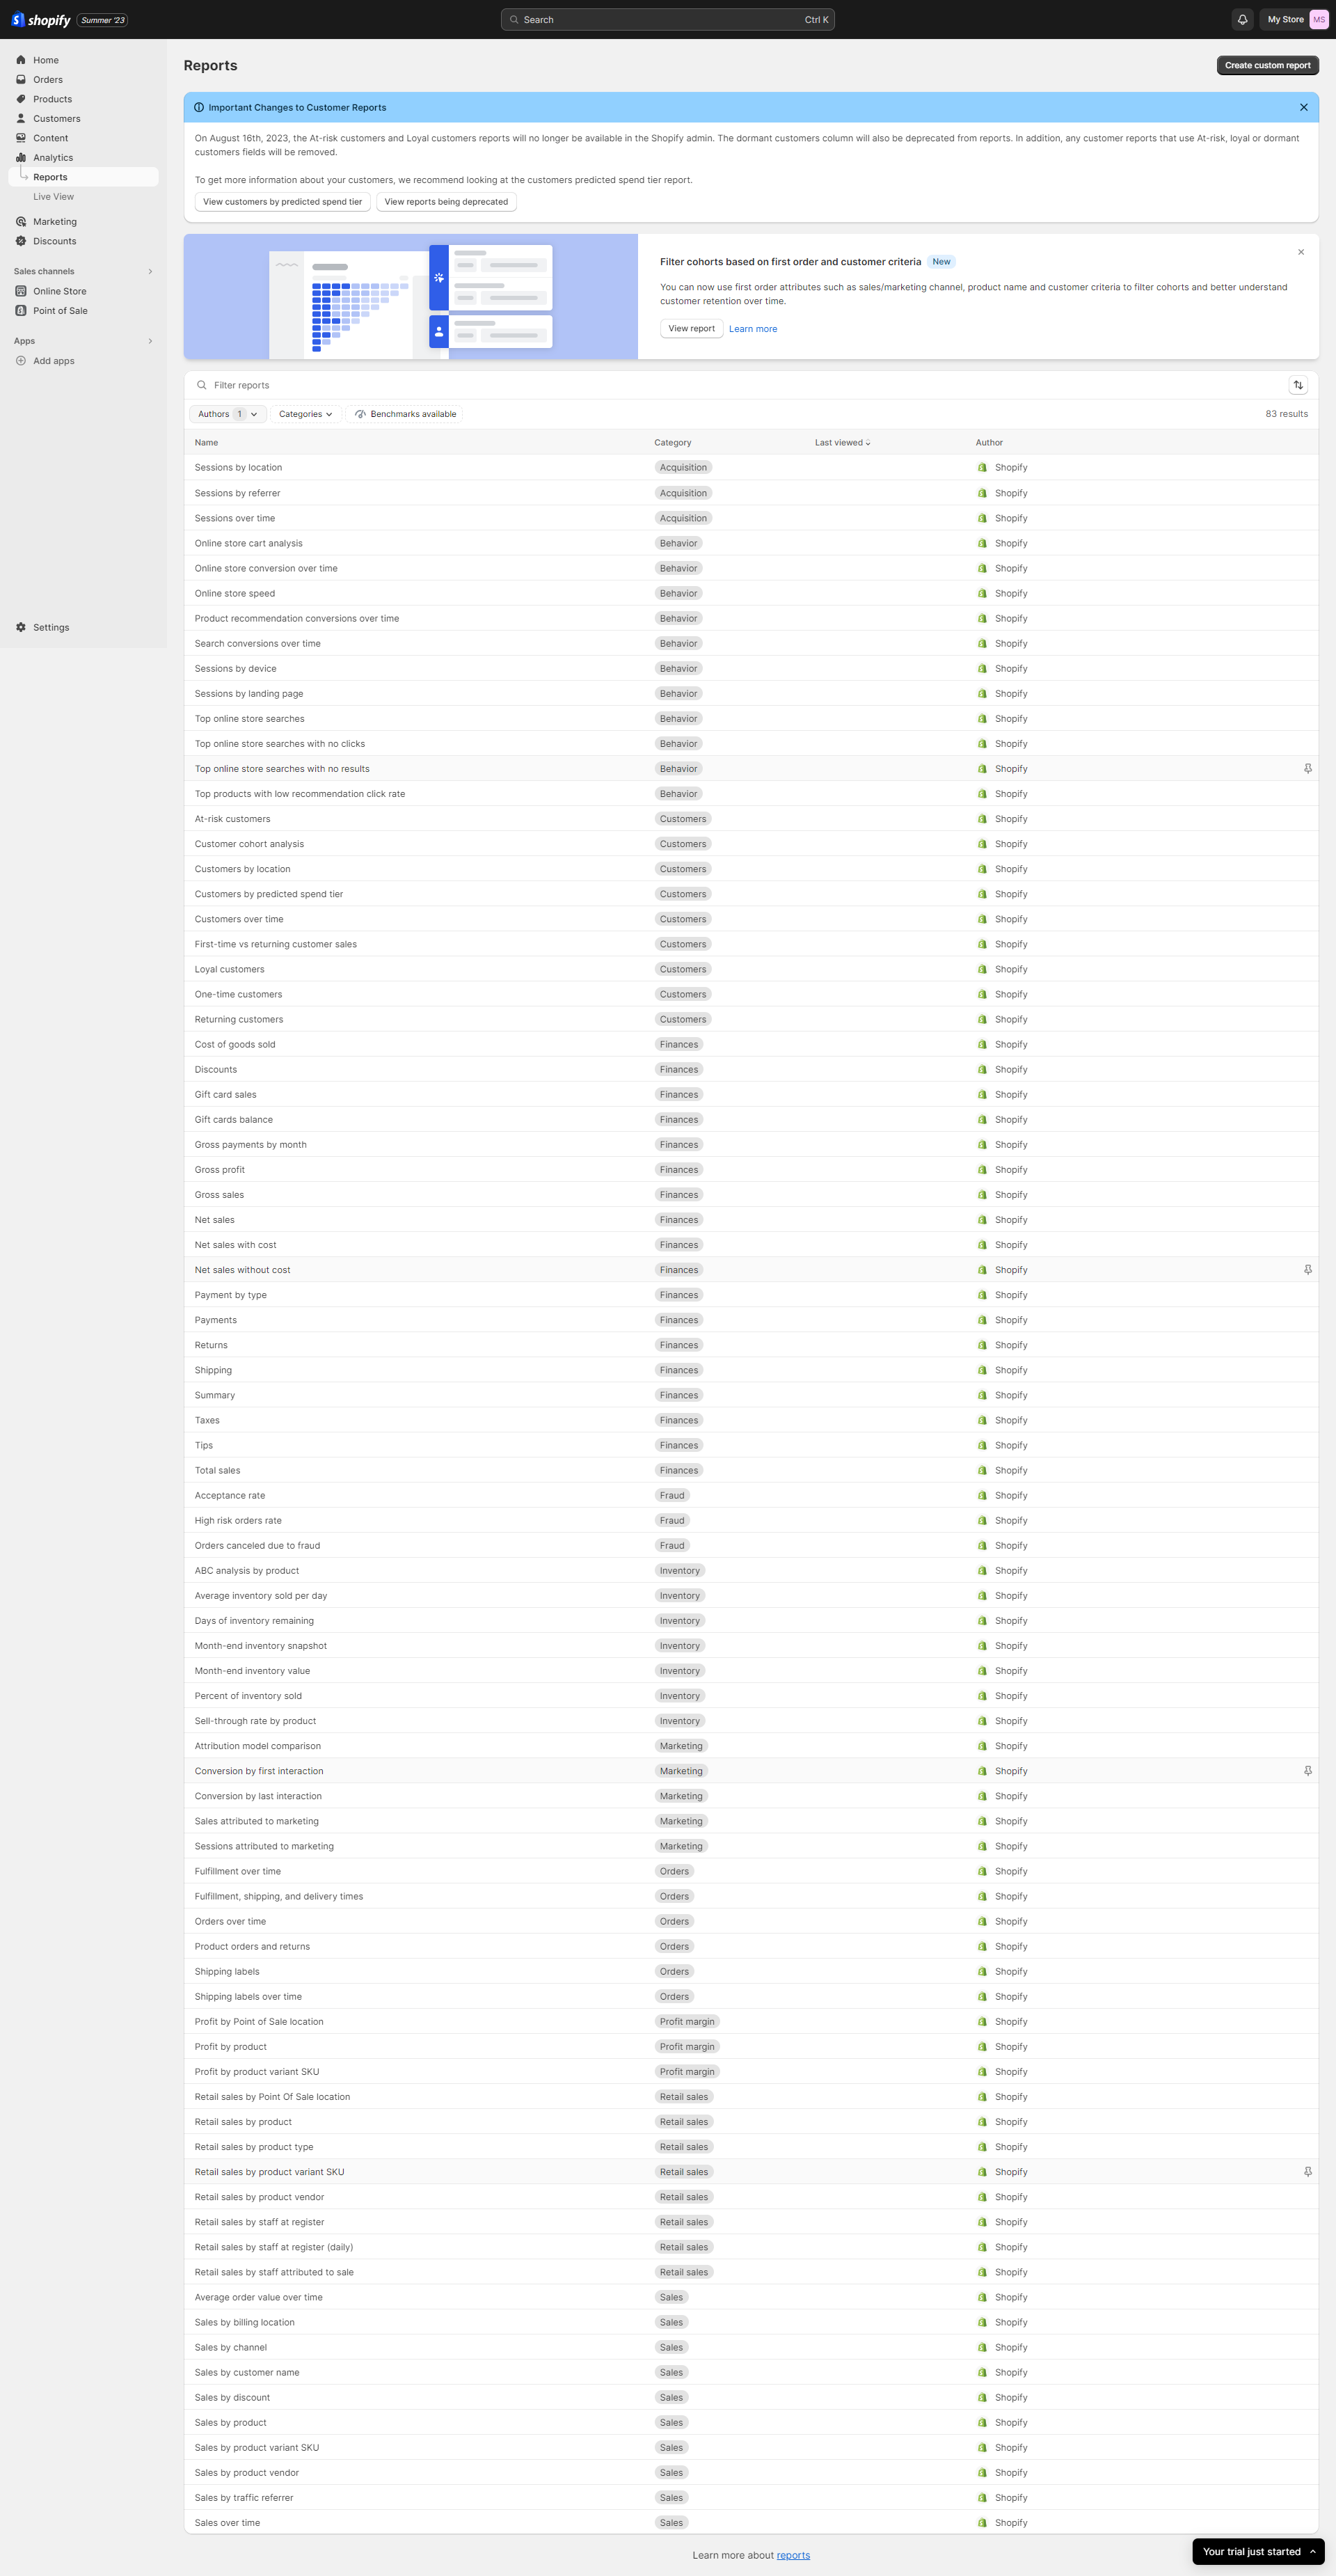 shopify Summer '23
Search Ctrl K
My Store MS
Home
Orders
Products
Customers
Content
Analytics
Reports
Live View
Marketing
Discounts
Sales channels
Online Store
Point of Sale
Apps
Add apps
Settings
Reports
Create custom report
Important Changes to Customer Reports
On August 16th, 2023, the At-risk customers and Loyal customers reports will no longer be available in the Shopify admin. The dormant customers column will also be deprecated from reports. In addition, any customer reports that use At-risk, loyal or dormant
customers fields will be removed.
To get more information about your customers, we recommend looking at the customers predicted spend tier report.
View customers by predicted spend tier View reports being deprecated
Filter cohorts based on first order and customer criteria New
You can now use first order attributes such as sales/marketing channel, product name and customer criteria to filter cohorts and better understand
customer retention over time.
View report Learn more
Filter reports
Authors 1 Categories Benchmarks available 83 results
Name Category Last viewed Author
Sessions by location Acquisition Shopify
Sessions by referrer Acquisition Shopify
Sessions over time Acquisition Shopify
Online store cart analysis Behavior Shopify
Online store conversion over time Behavior Shopify
Online store speed Behavior Shopify
Product recommendation conversions over time Behavior Shopify
Search conversions over time Behavior Shopify
Sessions by device Behavior Shopify
Sessions by landing page Behavior Shopify
Top online store searches Behavior Shopify
Top online store searches with no clicks Behavior Shopify
Top online store searches with no results Behavior Shopify
Top products with low recommendation click rate Behavior Shopify
At-risk customers Customers Shopify
Customer cohort analysis Customers Shopify
Customers by location Customers Shopify
Customers by predicted spend tier Customers Shopify
Customers over time Customers Shopify
First-time vs returning customer sales Customers Shopify
Loyal customers Customers Shopify
One-time customers Customers Shopify
Returning customers Customers Shopify
Cost of goods sold Finances Shopify
Discounts Finances Shopify
Gift card sales Finances Shopify
Gift cards balance Finances Shopify
Gross payments by month Finances Shopify
Gross profit Finances Shopify
Gross sales Finances Shopify
Net sales Finances Shopify
Net sales with cost Finances Shopify
Net sales without cost Finances Shopify
Payment by type Finances Shopify
Payments Finances Shopify
Returns Finances Shopify
Shipping Finances Shopify
Summary Finances Shopify
Taxes Finances Shopify
Tips Finances Shopify
Total sales Finances Shopify
Acceptance rate Fraud Shopify
High risk orders rate Fraud Shopify
Orders canceled due to fraud Fraud Shopify
ABC analysis by product Inventory Shopify
Average inventory sold per day Inventory Shopify
Days of inventory remaining Inventory Shopify
Month-end inventory snapshot Inventory Shopify
Month-end inventory value Inventory Shopify
Percent of inventory sold Inventory Shopify
Sell-through rate by product Inventory Shopify
Attribution model comparison Marketing Shopify
Conversion by first interaction Marketing Shopify
Conversion by last interaction Marketing Shopify
Sales attributed to marketing Marketing Shopify
Sessions attributed to marketing Marketing Shopify
Fulfillment over time Orders Shopify
Fulfillment, shipping, and delivery times Orders Shopify
Orders over time Orders Shopify
Product orders and returns Orders Shopify
Shipping labels Orders Shopify
Shipping labels over time Orders Shopify
Profit by Point of Sale location Profit margin Shopify
Profit by product Profit margin Shopify
Profit by product variant SKU Profit margin Shopify
Retail sales by Point Of Sale location Retail sales Shopify
Retail sales by product Retail sales Shopify
Retail sales by product type Retail sales Shopify
Retail sales by product variant SKU Retail sales Shopify
Retail sales by product vendor Retail sales Shopify
Retail sales by staff at register Retail sales Shopify
Retail sales by staff at register (daily) Retail sales Shopify
Retail sales by staff attributed to sale Retail sales Shopify
Average order value over time Sales Shopify
Sales by billing location Sales Shopify
Sales by channel Sales Shopify
Sales by customer name Sales Shopify
Sales by discount Sales Shopify
Sales by product Sales Shopify
Sales by product variant SKU Sales Shopify
Sales by product vendor Sales Shopify
Sales by traffic referrer Sales Shopify
Sales over time Sales Shopify
Learn more about reports
Your trial just started